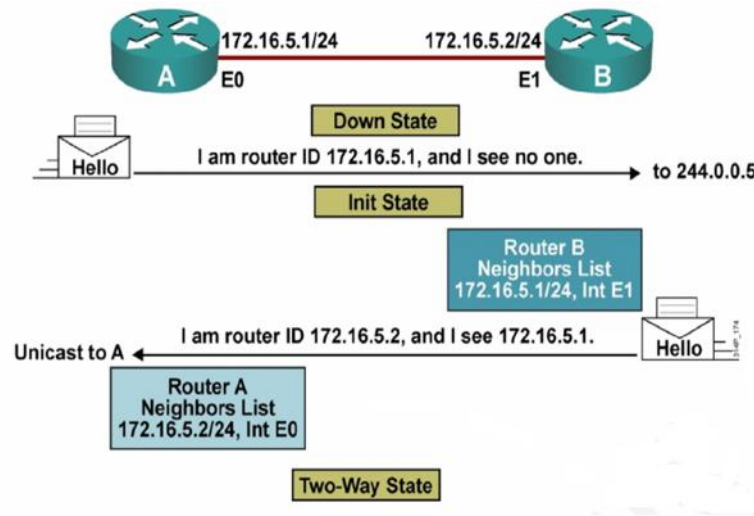 172.16.5.1/24
172.16.5.2/24
A
B
E0
E1
Down State
Hello
I am router ID 172.16.5.1, and I see no one.
to 244.0.0.5
Init State
Router B
Neighbors List
172.16.5.1/24, Int E1
I am router ID 172.16.5.2, and I see 172.16.5.1.
Unicast to A
Hello
Router A
Neighbors List
172.16.5.2/24, Int E0
Two-Way State